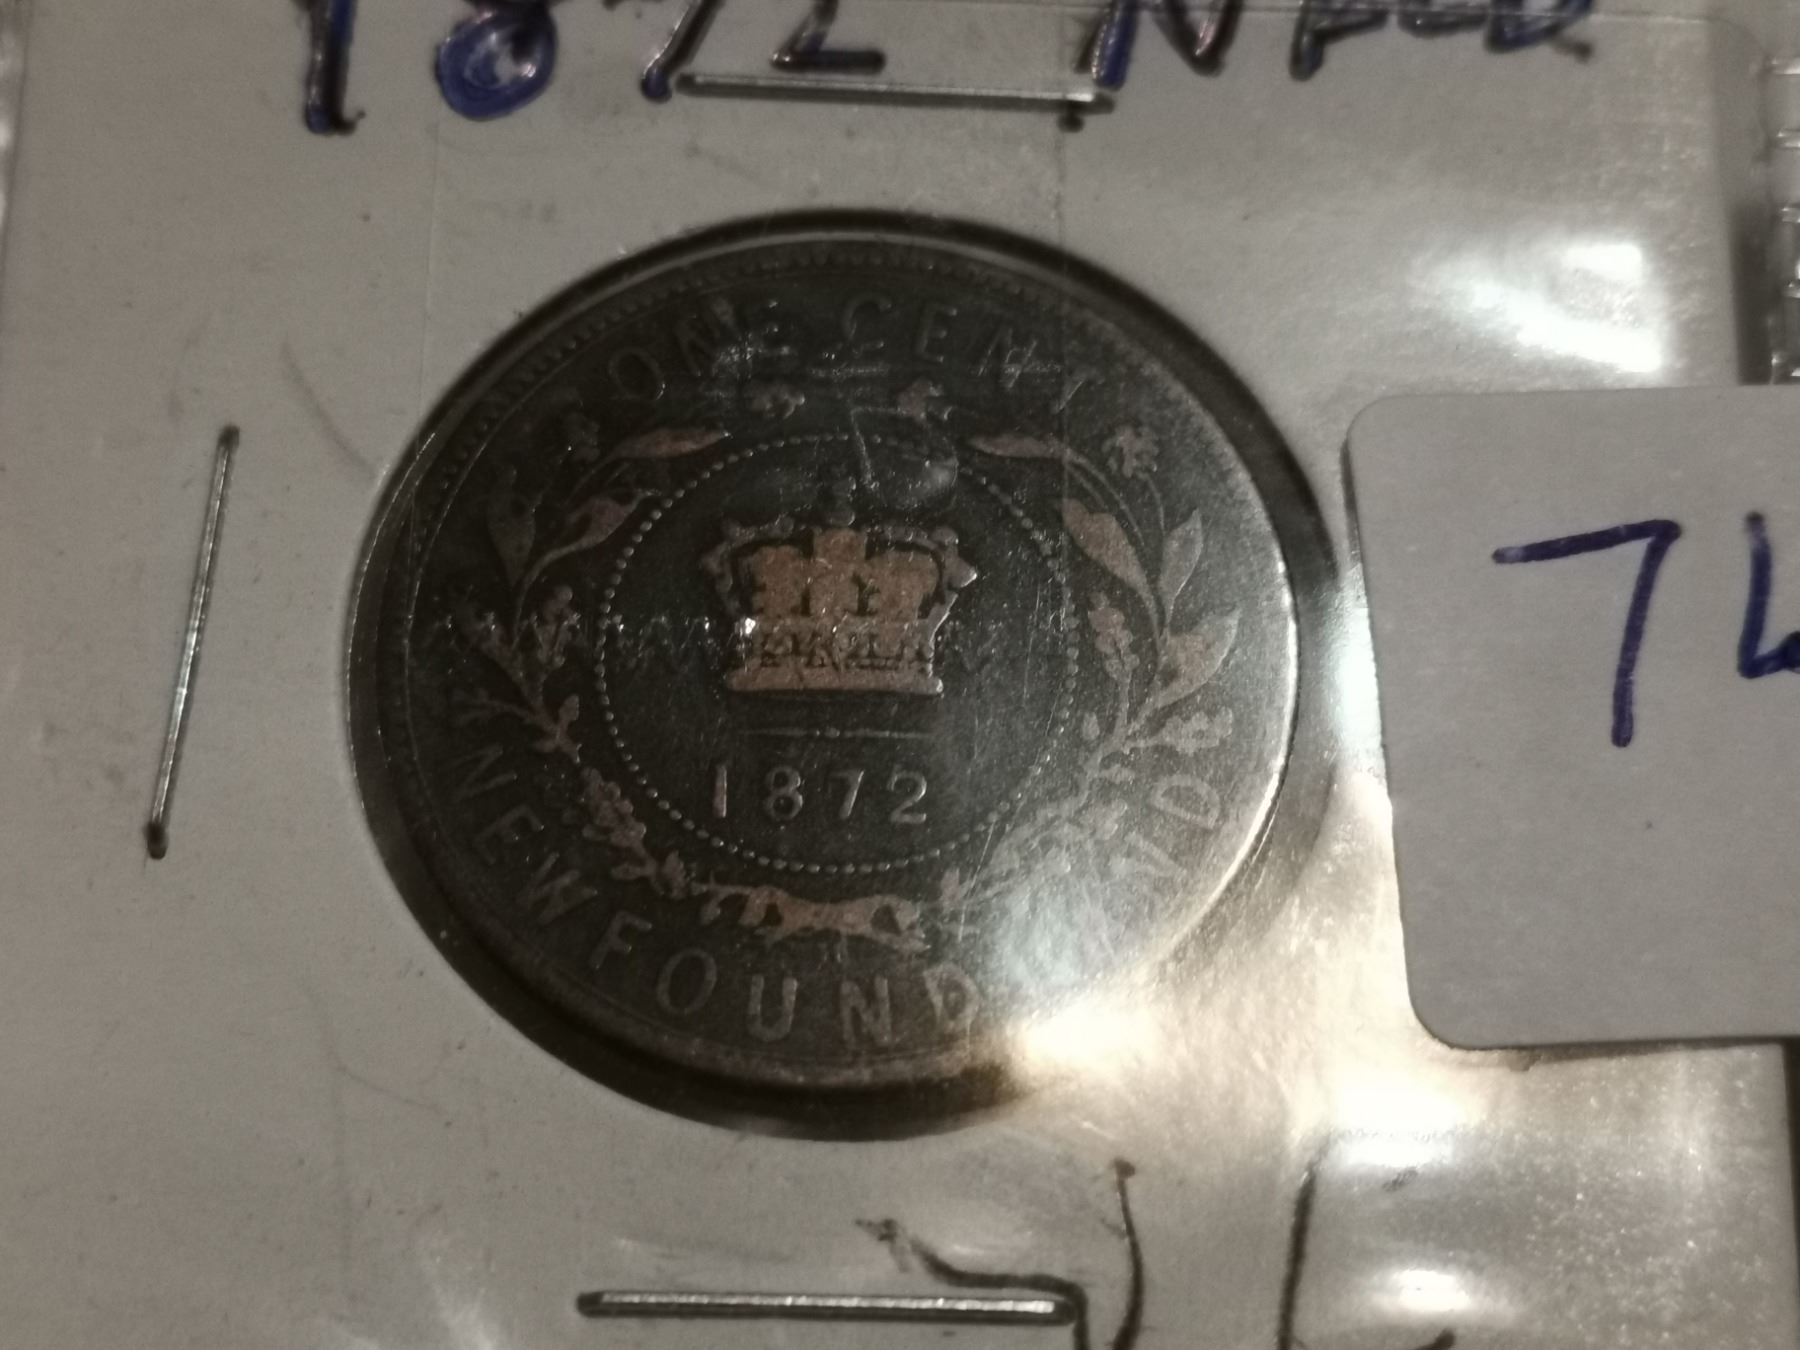 1872 NFLD
ONE CENT
1872
NEWFOUNDLAND